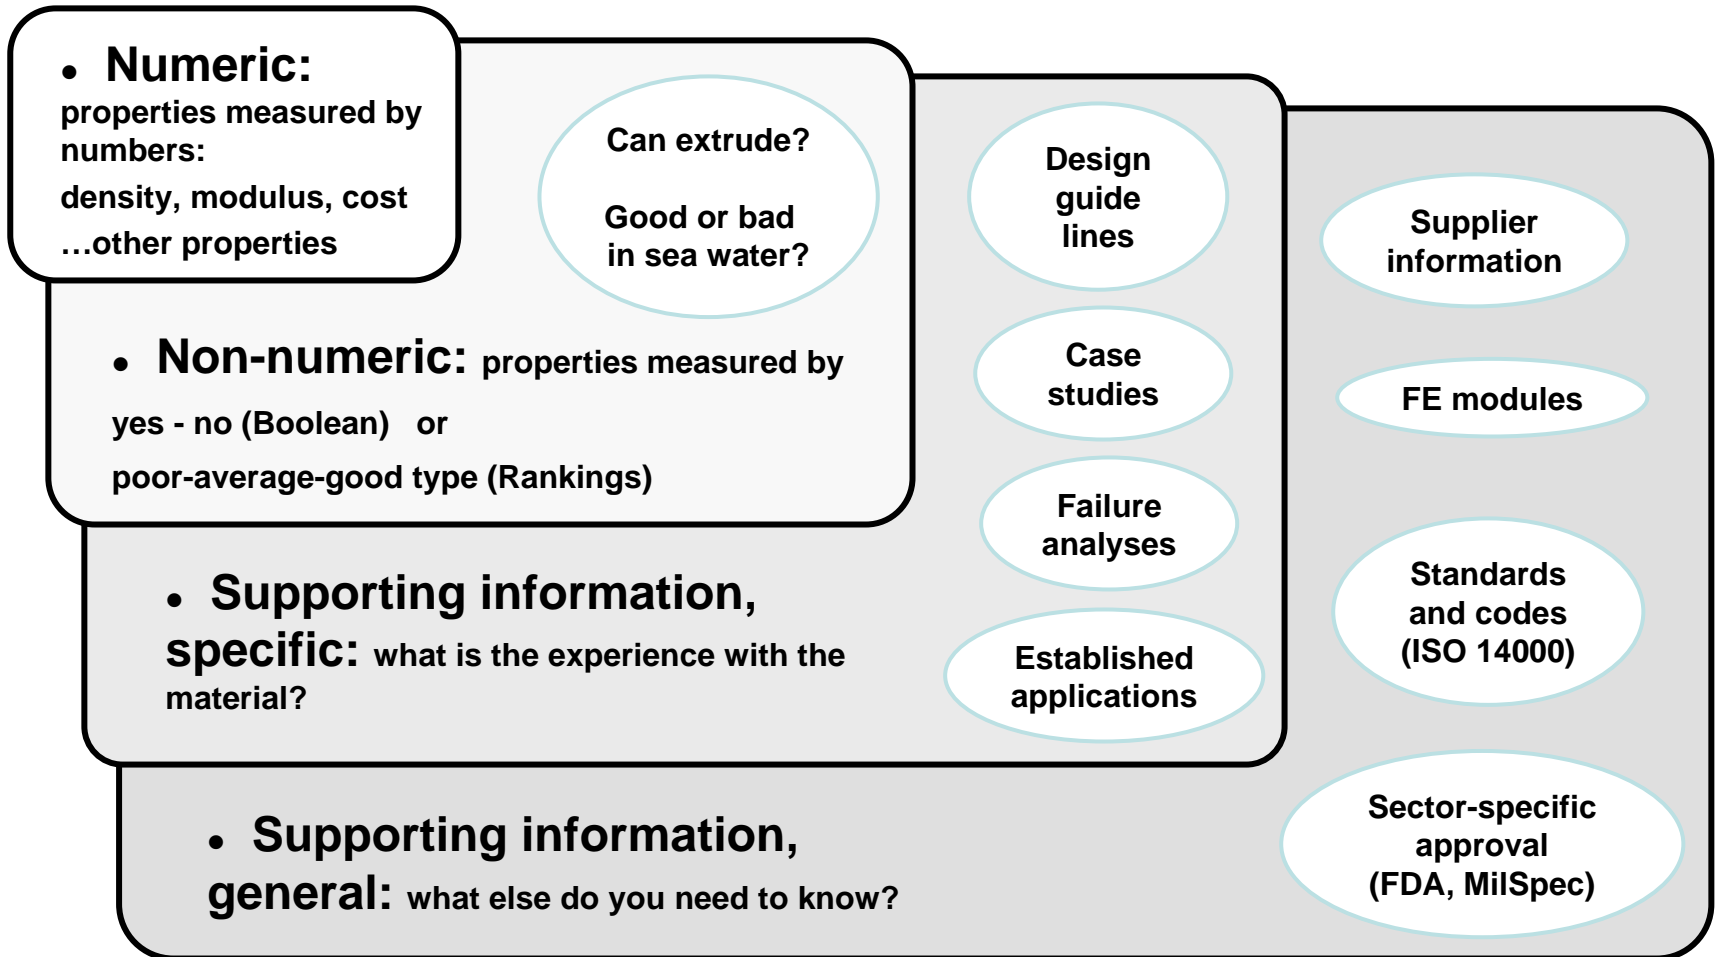 • Numeric:
properties measured by
numbers:
density, modulus, cost
…other properties
Can extrude?
Good or bad
in sea water?
• Non-numeric: properties measured by
yes - no (Boolean) or
poor-average-good type (Rankings)
Design
guide
lines
Case
studies
Failure
analyses
Established
applications
• Supporting information,
specific: what is the experience with the
material?
Supplier
information
FE modules
Standards
and codes
(ISO 14000)
Sector-specific
approval
(FDA, MilSpec)
• Supporting information,
general: what else do you need to know?